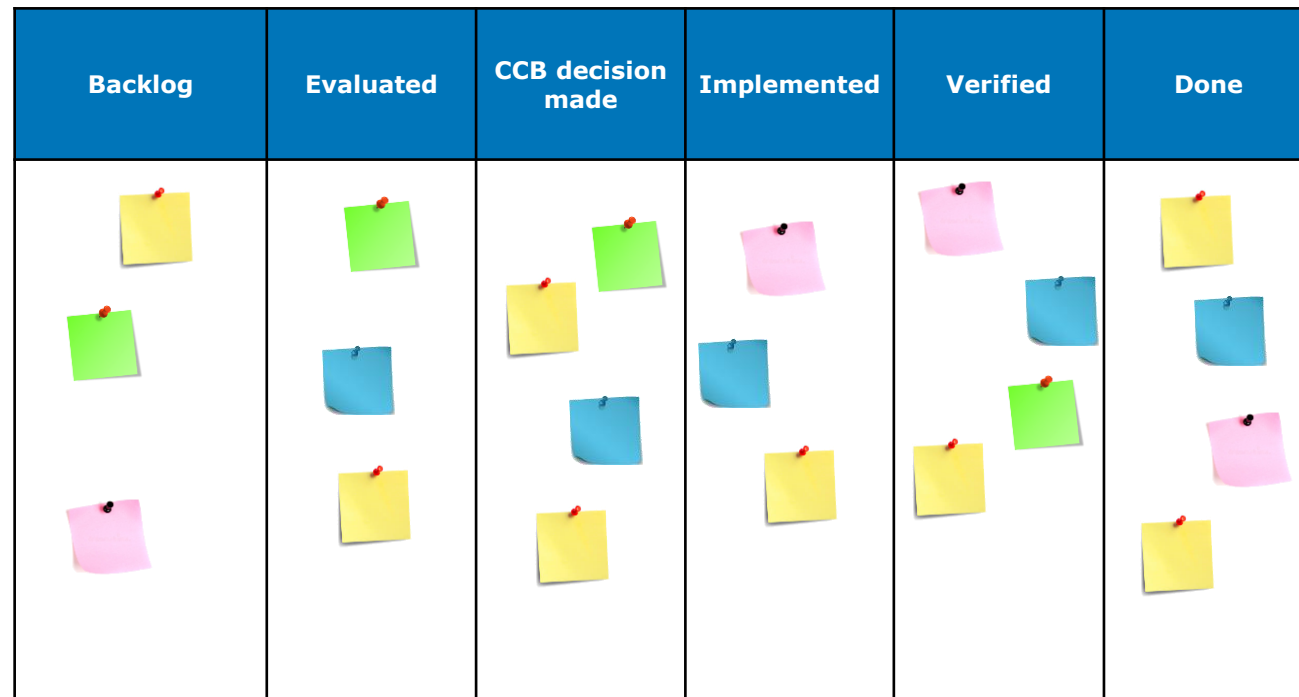 Backlog
Evaluated
CCB decision
made
Implemented
Verified
Done